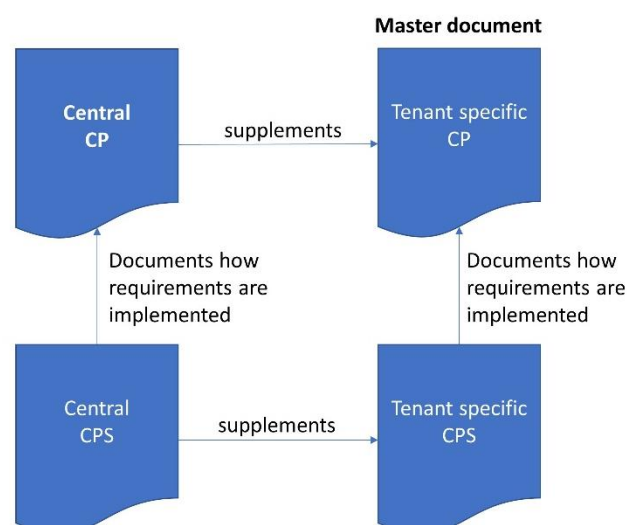 Master document
Central
CP
supplements
Tenant specific
CP
Documents how
requirements are
implemented
Documents how
requirements are
implemented
Central
CPS
supplements
Tenant specific
CPS